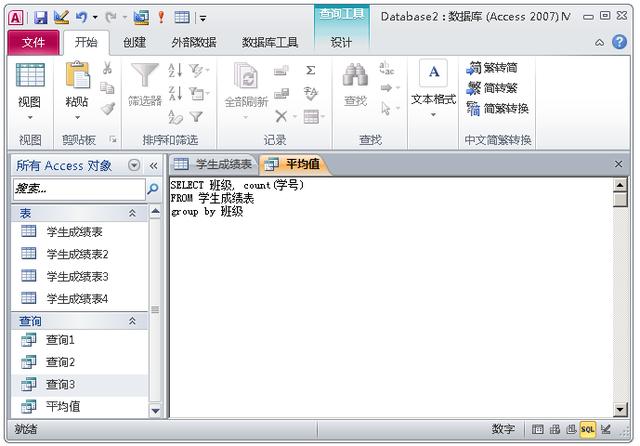 查询工具
Database2：数据库 (Access 2007) M
文件
开始
创建
外部数据
数据库工具
设计
视图
粘贴
筛选器
全部刷新
查找
文本格式
简 繁转简
繁 简转繁
简 简繁转换
视图
剪贴板
排序和筛选
记录
查找
中文简繁转换
所有 Access 对象
搜索...
表
学生成绩表
学生成绩表2
学生成绩表3
学生成绩表4
查询
查询1
查询2
查询3
平均值
学生成绩表
平均值
SELECT 班级, count(学号)
FROM 学生成绩表
group by 班级
就绪
数字
SQL